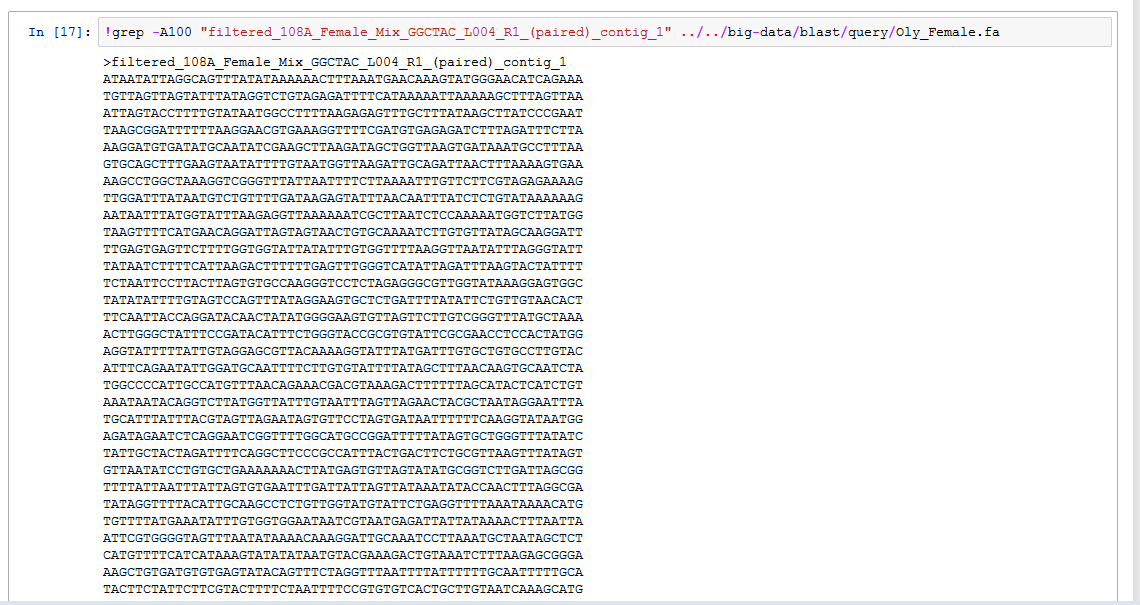 In [17]: !grep -A100 "filtered_108A_Female_Mix_GGCTAC_L004_R1_(paired)_contig_1" ../../big-data/blast/query/Oly_Female.fa
>filtered_108A_Female_Mix_GGCTAC_L004_R1_(paired)_contig_1
ATAATATTAGGCAGTTTATATAAAAAACTTTAAATGAACAAAGTATGGGAACATCAGAAA
TGTTAGTTAGTATTTATAGGTCTGTAGAGATTTTCATAAAAATTAAAAAGCTTTAGTTAA
ATTAGTACCTTTTGTATAATGGCCTTTTAAGAGAGTTTGCTTTATAAGCTTATCCCGAAT
TAAGCGGATTTTTTAAGGAACGTGAAAGGTTTTCGATGTGAGAGATCTTTAGATTTCTTA
AAGGATGTGATATGCAATATCGAAGCTTAAGATAGCTGGTTAAGTGATAAATGCCTTTAA
GTGCAGCTTTGAAGTAATATTTTGTAATGGTTAAGATTGCAGATTAACTTTAAAAGTGAA
AAGCCTGGCTAAAGGTCGGGTTTATTAATTTTCTTAAAATTTGTTCTTCGTAGAGAAAAG
TTGGATTTATAATGTCTGTTTTGATAAGAGTATTTAACAATTTATCTCTGTATAAAAAAG
AATAATTTATGGTATTTAAGAGGTTAAAAAATCGCTTAATCTCCAAAAATGGTCTTATGG
TAAGTTTTCATGAACAGGATTAGTAGTAACTGTGCAAAATCTTGTGTTATAGCAAGGATT
TTGAGTGAGTTCTTTTGGTGGTATTATATTTGTGGTTTTAAGGTTAATATTTAGGGTATT
TATAATCTTTTCATTAAGACTTTTTTGAGTTTGGGTCATATTAGATTTAAGTACTATTTT
TCTAATTCCTTACTTAGTGTGCCAAGGGTCCTCTAGAGGGCGTTGGTATAAAGGAGTGGC
TATATATTTTGTAGTCCAGTTTATAGGAAGTGCTCTGATTTTATATTCTGTTGTAACACT
TTCAATTACCAGGATACAACTATATGGGGAAGTGTTAGTTCTTGTCGGGTTTATGCTAAA
ACTTGGGCTATTTCCGATACATTTCTGGGTACCGCGTGTATTCGCGAACCTCCACTATGG
AGGTATTTTTATTGTAGGAGCGTTACAAAAGGTATTTATGATTTGTGCTGTGCCTTGTAC
ATTTCAGAATATTGGATGCAATTTTCTTGTGTATTTTATAGCTTTAACAAGTGCAATCTA
TGGCCCCATTGCCATGTTTAACAGAAACGACGTAAAGACTTTTTTAGCATACTCATCTGT
AAATAATACAGGTCTTATGGTTATTTGTAATTTAGTTAGAACTACGCTAATAGGAATTTA
TGCATTTATTTACGTAGTTAGAATAGTGTTCCTAGTGATAATTTTTTCAAGGTATAATGG
AGATAGAATCTCAGGAATCGGTTTTGGCATGCCGGATTTTTATAGTGCTGGGTTTATATC
TATTGCTACTAGATTTTCAGGCTTCCCGCCATTTACTGACTTCTGCGTTAAGTTTATAGT
GTTAATATCCTGTGCTGAAAAAAACTTATGAGTGTTAGTATATGCGGTCTTGATTAGCGG
TTTTATTAATTTATTAGTGTGAATTTGATTATTAGTTATAAATATACCAACTTTAGGCGA
TATAGGTTTTACATTGCAAGCCTCTGTTGGTATGTATTCTGAGGTTTTAAATAAAACATG
TGTTTTATGAAATATTTGTGGTGGAATAATCGTAATGAGATTATTATAAAACTTTAATTA
ATTCGTGGGGTAGTTTAATATAAAACAAAGGATTGCAAATCCTTAAATGCTAATAGCTCT
CATGTTTTCATCATAAAGTATATATAATGTACGAAAGACTGTAAATCTTTAAGAGCGGGA
AAGCTGTGATGTGTGAGTATACAGTTTCTAGGTTTAATTTTATTTTTTGCAATTTTTGCA
TACTTCTATTCTTCGTACTTTTCTAATTTTCCGTGTGTCACTGCTTGTAATCAAAGCATG